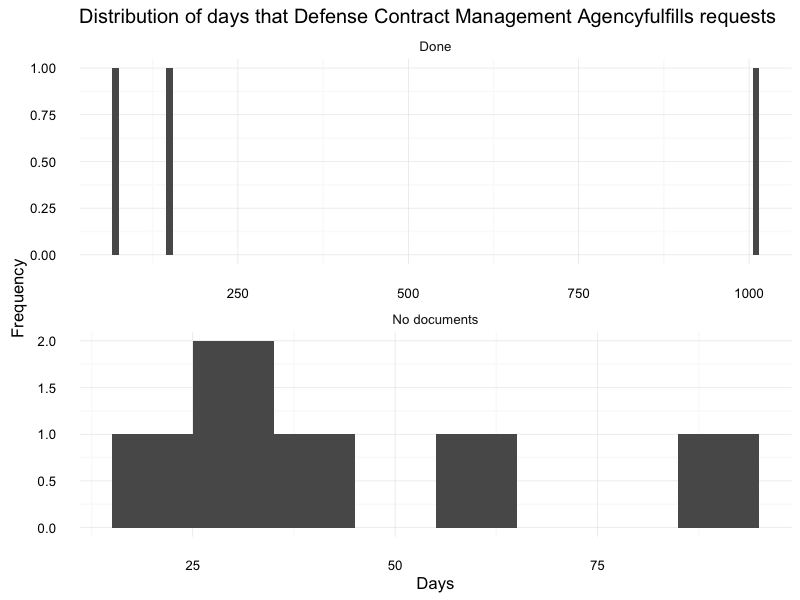 Distribution of days that Defense Contract Management Agencyfulfills requests
Done
1.00
0.75
0.50
0.25
0.00
250 500 750 1000
Frequency
No documents
2.0
1.5
1.0
0.5
0.0
25 50 75
Days